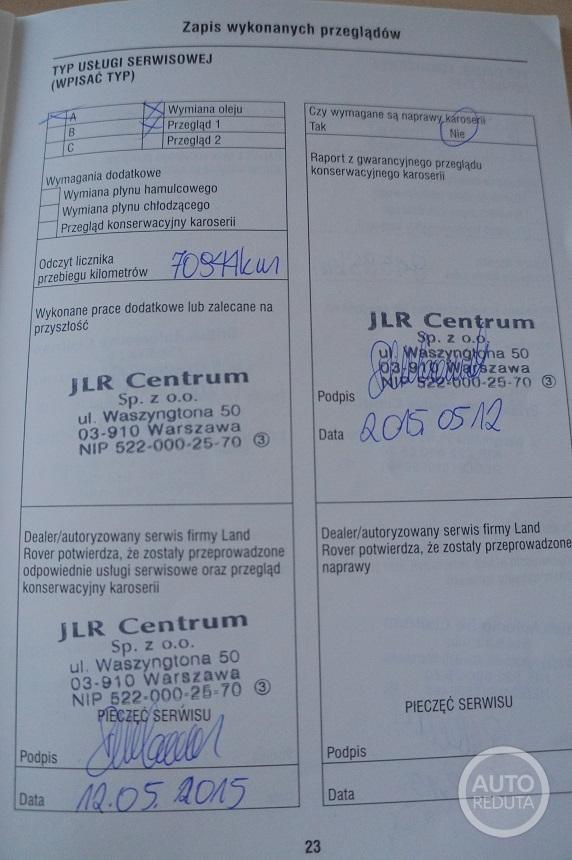 Zapis wykonanych przeglądów
TYP USŁUGI SERWISOWEJ
(WPISAĆ TYP)
A
Wymiana oleju
B
Przegląd 1
C
Przegląd 2
Wymagania dodatkowe
Wymiana płynu hamulcowego
Wymiana płynu chłodzącego
Przegląd konserwacyjny karoserii
Odczyt licznika
przebiegu kilometrów 70944km
Wykonane prace dodatkowe lub zalecane na
przyszłość
JLR Centrum
Sp. z o.o.
ul. Waszyngtona 50
03-910 Warszawa
NIP 522-000-25-70 3
Dealer/autoryzowany serwis firmy Land
Rover potwierdza, że zostały przeprowadzone
odpowiednie usługi serwisowe oraz przegląd
konserwacyjny karoserii
JLR Centrum
Sp. z o.o.
ul. Waszyngtona 50
03-910 Warszawa
NIP 522-000-25-70 3
PIECZĘĆ SERWISU
Podpis
Data 12.05.2015
Czy wymagane są naprawy karoserii
Tak Nie
Raport z gwarancyjnego przeglądu
konserwacyjnego karoserii
JLR Centrum
Sp. z o.o.
ul. Waszyngtona 50
03-910 Warszawa
NIP 522-000-25-70 3
Podpis
Data 2015 05 12
Dealer/autoryzowany serwis firmy Land
Rover potwierdza, że zostały przeprowadzone
naprawy
PIECZĘĆ SERWISU
Podpis
Data
23
AUTO
REDUTA